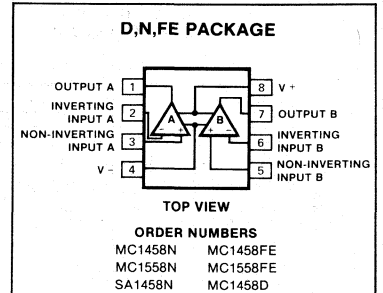 D,N,FE PACKAGE
OUTPUT A 1
INVERTING INPUT A 2
NON-INVERTING INPUT A 3
V - 4
8 V +
7 OUTPUT B
6 INVERTING INPUT B
5 NON-INVERTING INPUT B
A
B
- +
+ -
TOP VIEW
ORDER NUMBERS
MC1458N MC1458FE
MC1558N MC1558FE
SA1458N MC1458D